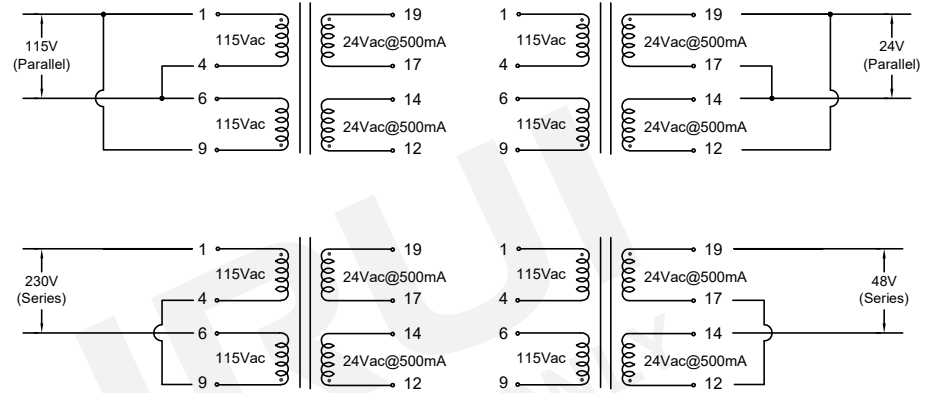 1 19 1 19
115V 115Vac 24Vac@500mA 115Vac 24Vac@500mA 24V
(Parallel) (Parallel)
4 17 4 17
6 14 6 14
115Vac 24Vac@500mA 115Vac 24Vac@500mA
9 12 9 12
1 19 1 19
230V 115Vac 24Vac@500mA 115Vac 24Vac@500mA 48V
(Series) (Series)
4 17 4 17
6 14 6 14
115Vac 24Vac@500mA 115Vac 24Vac@500mA
9 12 9 12